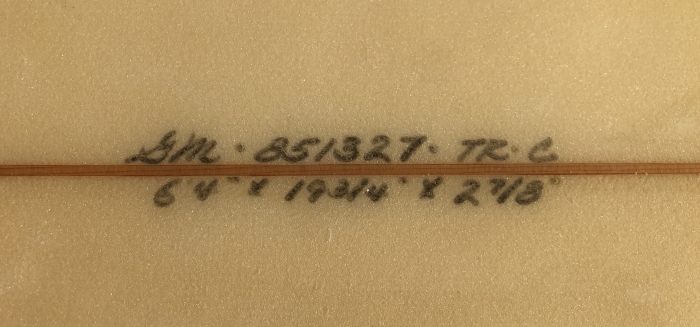 GM · 851327 · TR · C
6'4" x 19 3/4" x 2 7/8"